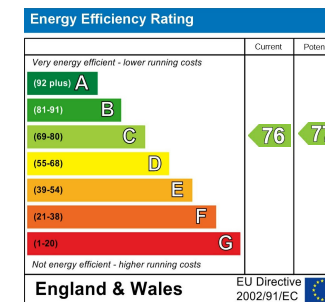 Energy Efficiency Rating
Current
Very energy efficient - lower running costs
(92 plus) A
(81-91) B
(69-80) C 76 77
(55-68) D
(39-54) E
(21-38) F
(1-20) G
Not energy efficient - higher running costs
England & Wales
EU Directive
2002/91/EC